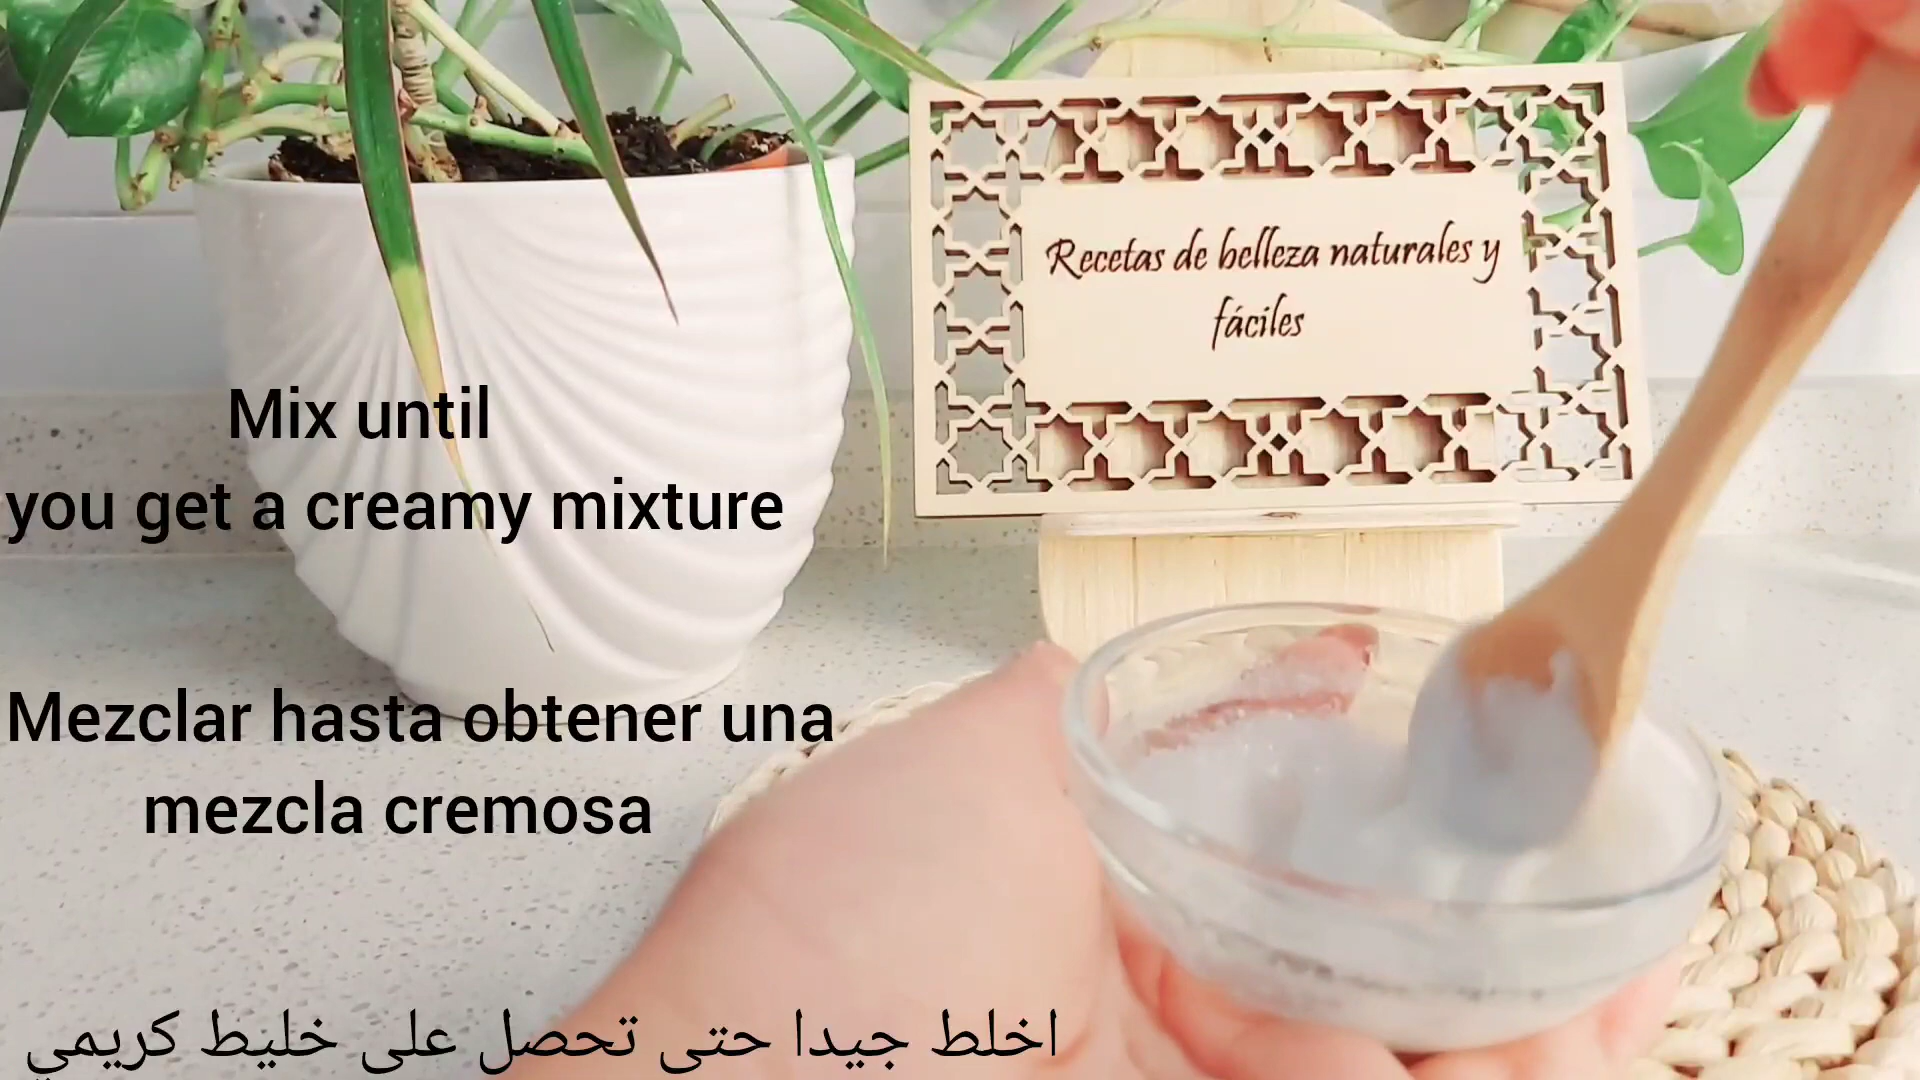 Recetas de belleza naturales y
fáciles
Mix until
you get a creamy mixture
Mezclar hasta obtener una
mezcla cremosa
اخلط جيدا حتى تحصل على خليط كريمي